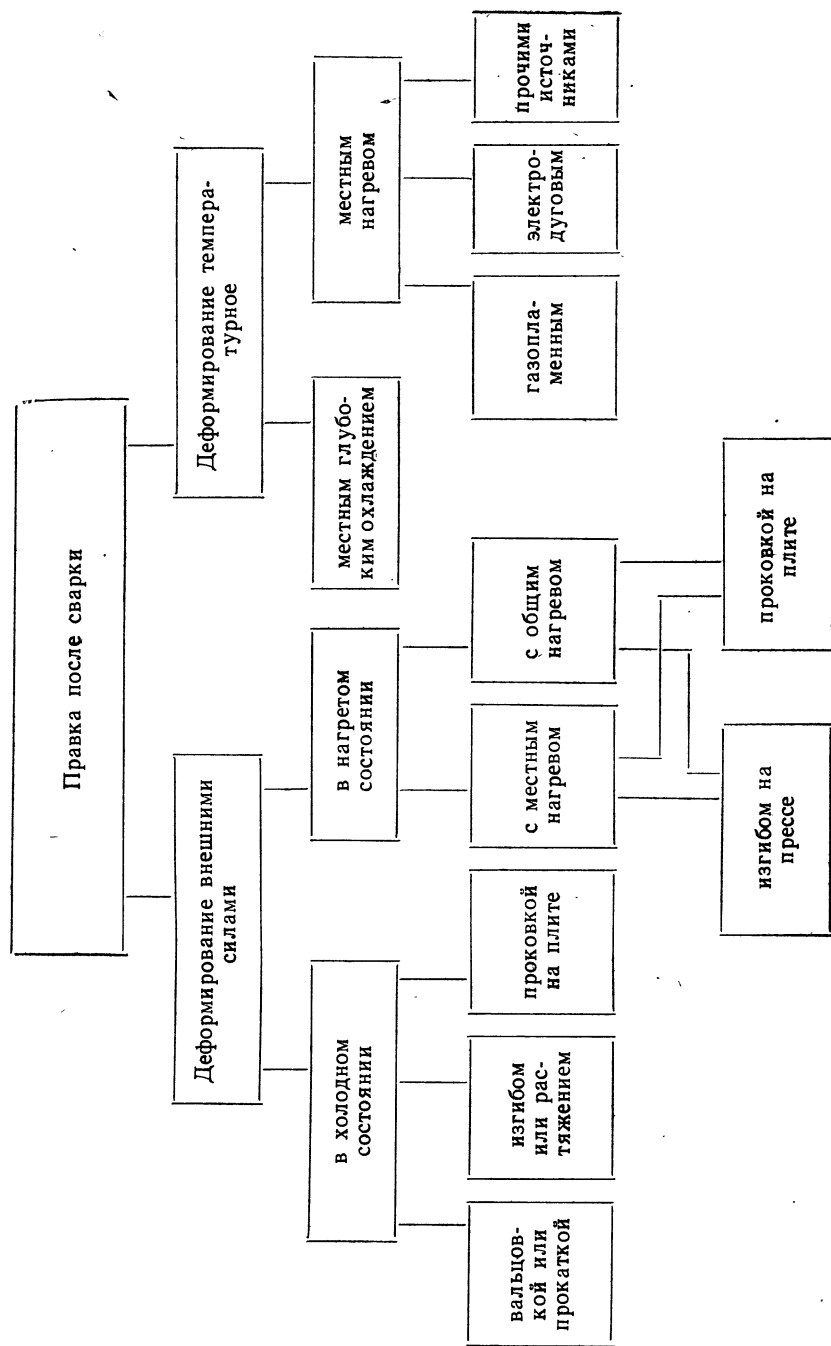 Правка после сварки
Деформирование внешними
силами
Деформирование темпера-
турное
в холодном
состоянии
в нагретом
состоянии
местным глубо-
ким охлаждением
местным
нагревом
вальцов-
кой или
прокаткой
изгибом
или рас-
тяжением
проковкой
на плите
с местным
нагревом
с общим
нагревом
газопла-
менным
электро-
дуговым
прочими
источ-
никами
изгибом на
прессе
проковкой на
плите